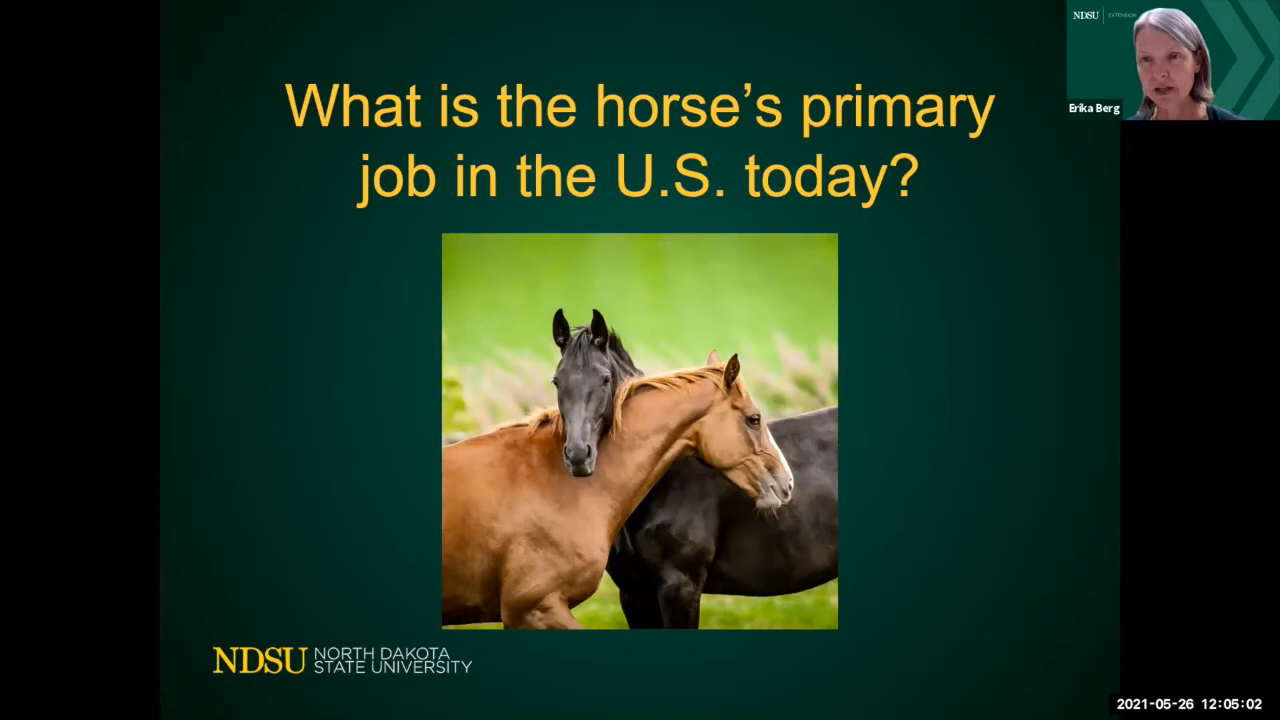 What is the horse's primary
job in the U.S. today?
NDSU EXTENSION
Erika Berg
NDSU NORTH DAKOTA
STATE UNIVERSITY
2021-05-26 12:05:02